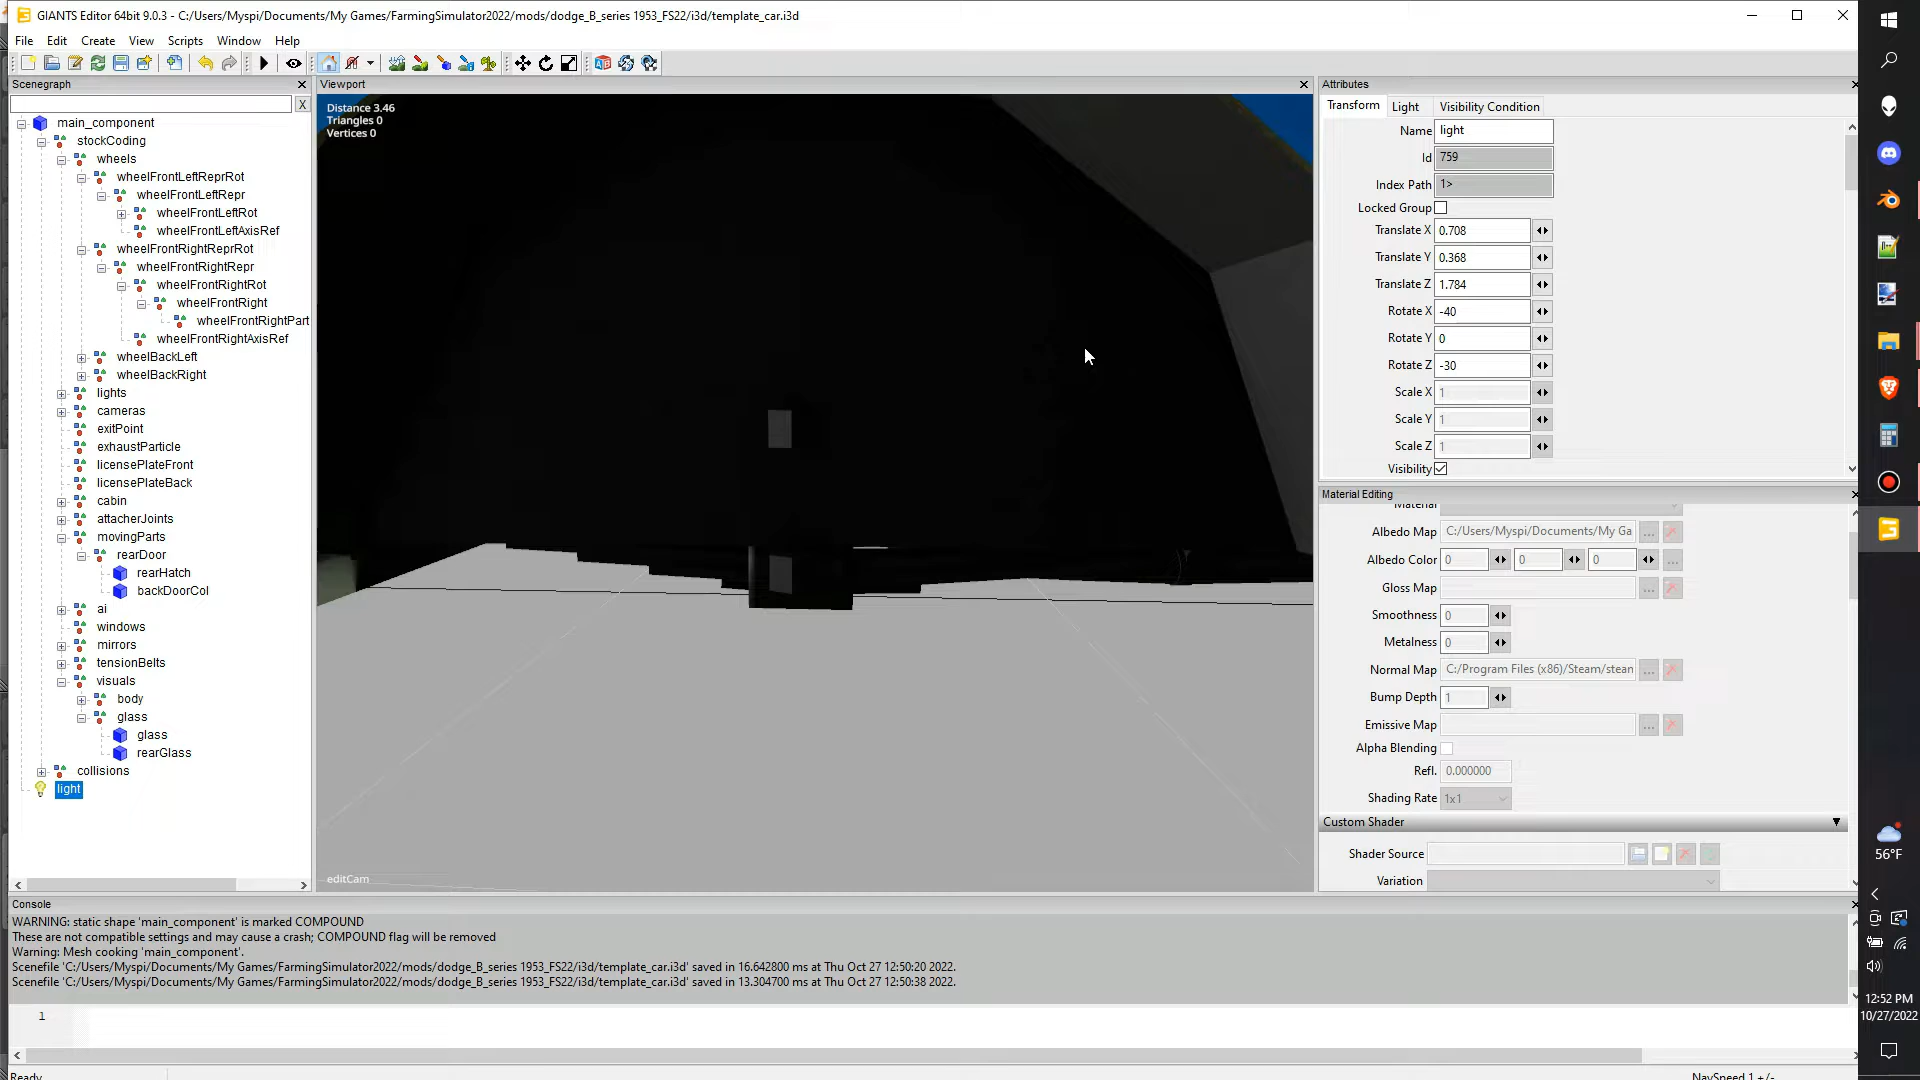 GIANTS Editor 64bit 9.0.3 - C:/Users/Myspi/Documents/My Games/FarmingSimulator2022/mods/dodge_B_series 1953_FS22/i3d/template_car.i3d
File Edit Create View Scripts Window Help
Scenegraph
X
main_component
stockCoding
wheels
wheelFrontLeftReprRot
wheelFrontLeftRepr
wheelFrontLeftRot
wheelFrontLeftAxisRef
wheelFrontRightReprRot
wheelFrontRightRepr
wheelFrontRightRot
wheelFrontRight
wheelFrontRightPart
wheelFrontRightAxisRef
wheelBackLeft
wheelBackRight
lights
cameras
exitPoint
exhaustParticle
licensePlateFront
licensePlateBack
cabin
attacherJoints
movingParts
rearDoor
rearHatch
backDoorCol
ai
windows
mirrors
tensionBelts
visuals
body
glass
glass
rearGlass
collisions
light
Viewport
Distance 3.46
Triangles 0
Vertices 0
editCam
Attributes
Transform Light Visibility Condition
Name light
Id 759
Index Path 1>
Locked Group
Translate X 0.708
Translate Y 0.368
Translate Z 1.784
Rotate X -40
Rotate Y 0
Rotate Z -30
Scale X 1
Scale Y 1
Scale Z 1
Visibility
Material Editing
Material
Albedo Map C:/Users/Myspi/Documents/My Ga ...
Albedo Color 0 0 0 ...
Gloss Map ...
Smoothness 0
Metalness 0
Normal Map C:/Program Files (x86)/Steam/stean ...
Bump Depth 1
Emissive Map ...
Alpha Blending
Refl. 0.000000
Shading Rate 1x1
Custom Shader
Shader Source
Variation
Console
WARNING: static shape 'main_component' is marked COMPOUND
These are not compatible settings and may cause a crash; COMPOUND flag will be removed
Warning: Mesh cooking 'main_component'.
Scenefile 'C:/Users/Myspi/Documents/My Games/FarmingSimulator2022/mods/dodge_B_series 1953_FS22/i3d/template_car.i3d' saved in 16.642800 ms at Thu Oct 27 12:50:20 2022.
Scenefile 'C:/Users/Myspi/Documents/My Games/FarmingSimulator2022/mods/dodge_B_series 1953_FS22/i3d/template_car.i3d' saved in 13.304700 ms at Thu Oct 27 12:50:38 2022.
1
Ready
NavSpeed 1 +/-
56°F
12:52 PM
10/27/2022